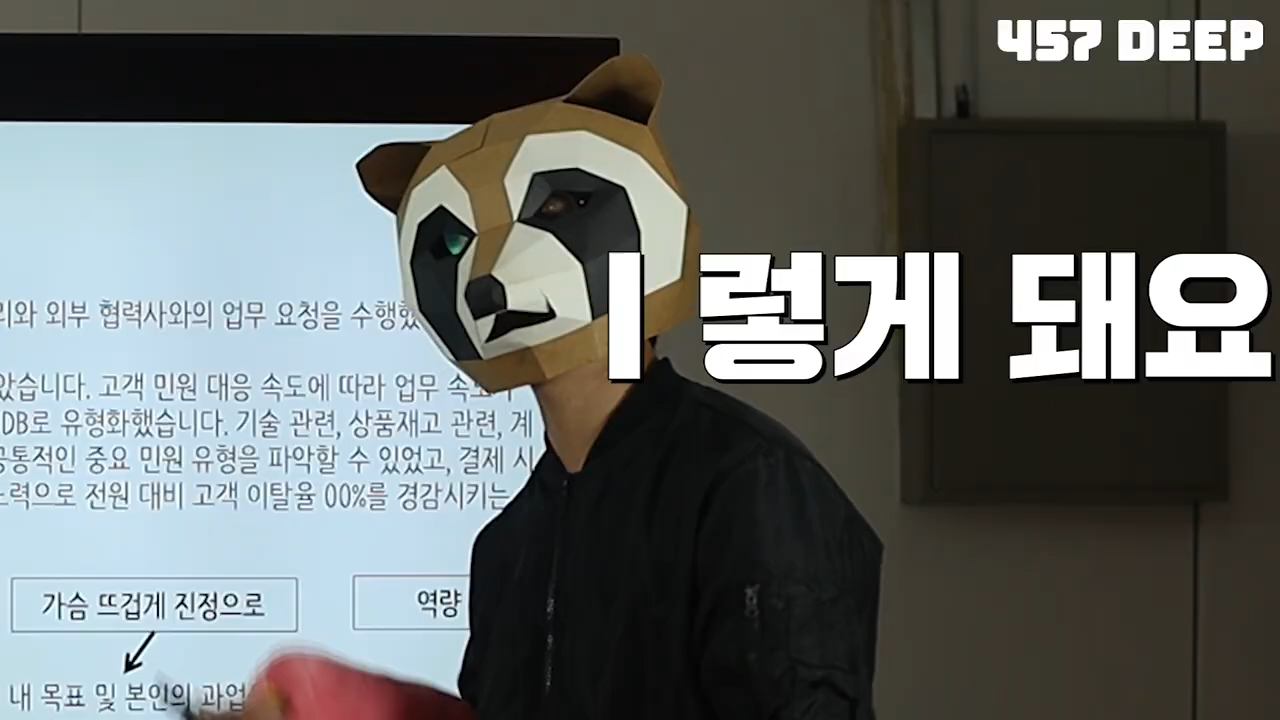 457 DEEP
ㅣ렇게 돼요
리와 외부 협력사와의 업무 요청을 수행했
았습니다. 고객 민원 대응 속도에 따라 업무
DB로 유형화했습니다. 기술 관련, 상품재고 관련, 계
공통적인 중요 민원 유형을 파악할 수 있었고, 결제 시
노력으로 전원 대비 고객 이탈율 00%를 경감시키는
가슴 뜨겁게 진정으로
역량
내 목표 및 본인의 과업